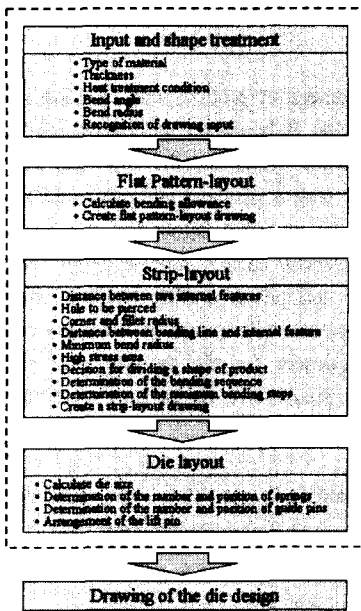 Input and shape treatment
• Type of material
• Thickness
• Heat treatment condition
• Bend angle
• Bend radius
• Recognition of drawing input
Flat Pattern-layout
• Calculate bending allowance
• Create flat pattern-layout drawing
Strip-layout
• Distance between two internal features
• Hole to be pierced
• Corner and fillet radius
• Distance between bending line and internal feature
• Minimum bend radius
• High stress area
• Decision for dividing a shape of product
• Determination of the bending sequence
• Determination of the minimum bending steps
• Create a strip-layout drawing
Die layout
• Calculate die size
• Determination of the number and position of springs
• Determination of the number and position of guide pins
• Arrangement of the lift pin
Drawing of the die design